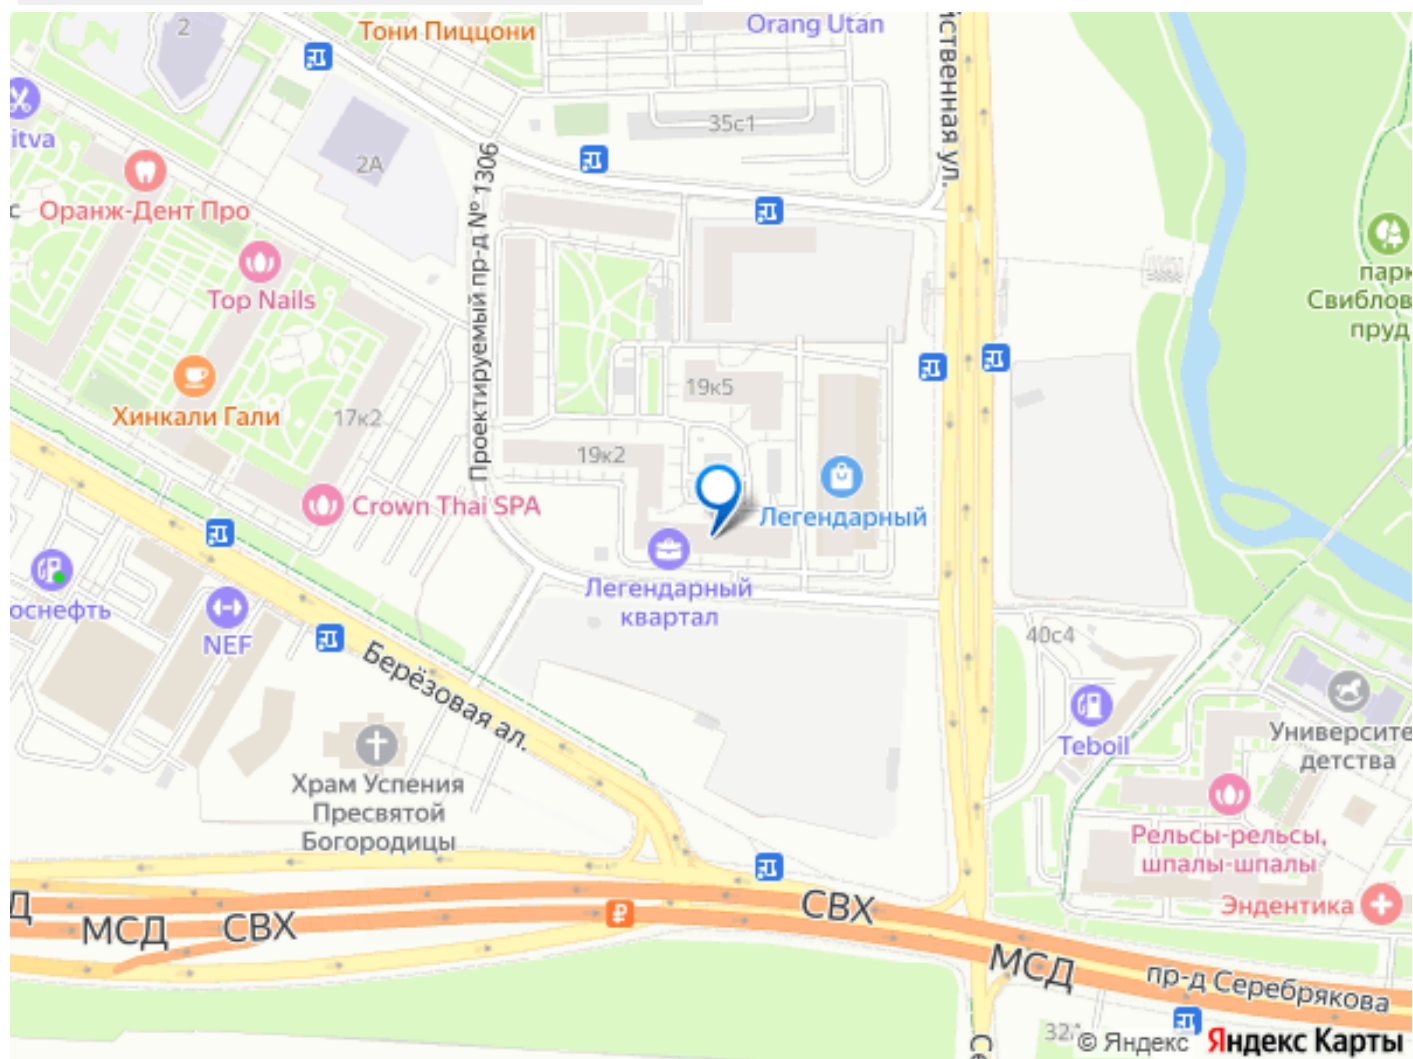 2
Тони Пиццони
Orang Utan
йственная ул.
itva
35с1
2А
Оранж-Дент Про
с
Проектируемый пр-д № 1306
Top Nails
парк
Свиблов
пруд
Хинкали Гали
17к2
19к5
19к2
Crown Thai SPA
Легендарный
Легендарный
квартал
оснефть
NEF
Берёзовая ал.
40с4
Teboil
Университе
детства
Храм Успения
Пресвятой
Богородицы
Рельсы-рельсы,
шпалы-шпалы
Эндентика
Д
МСД
СВХ
₽
СВХ
МСД
пр-д Серебрякова
Се
32
© Яндекс Яндекс Карты